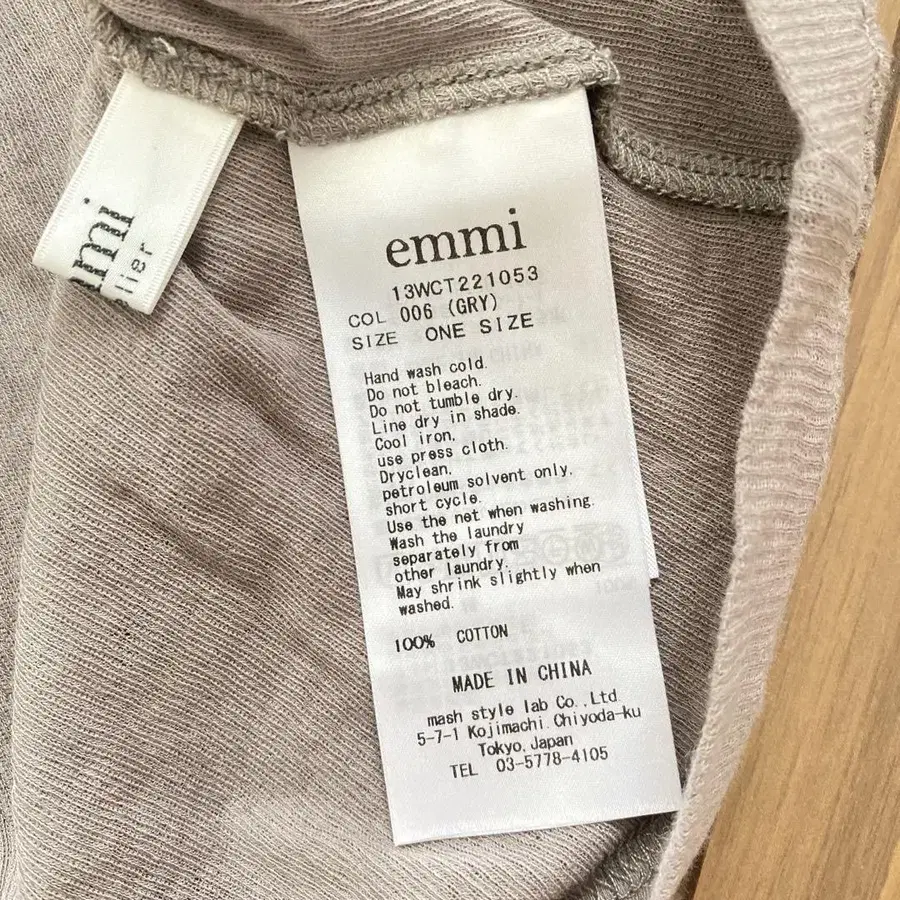 mmi
elier
emmi
13WCT221053
COL 006 (GRY)
SIZE ONE SIZE
Hand wash cold.
Do not bleach.
Do not tumble dry.
Line dry in shade.
Cool iron,
use press cloth.
Dryclean,
petroleum solvent only,
short cycle.
Use the net when washing.
Wash the laundry
separately from
other laundry.
May shrink slightly when
washed.
100% COTTON
MADE IN CHINA
mash style lab Co.,Ltd.
5-7-1 Kojimachi Chiyoda-ku
Tokyo,Japan
TEL 03-5778-4105